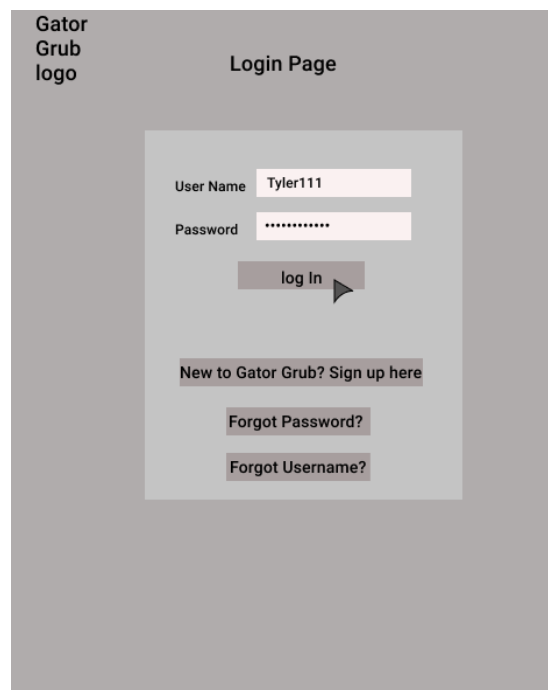 Gator
Grub
logo
Login Page
User Name
Tyler111
Password
••••••••••••
log In
New to Gator Grub? Sign up here
Forgot Password?
Forgot Username?